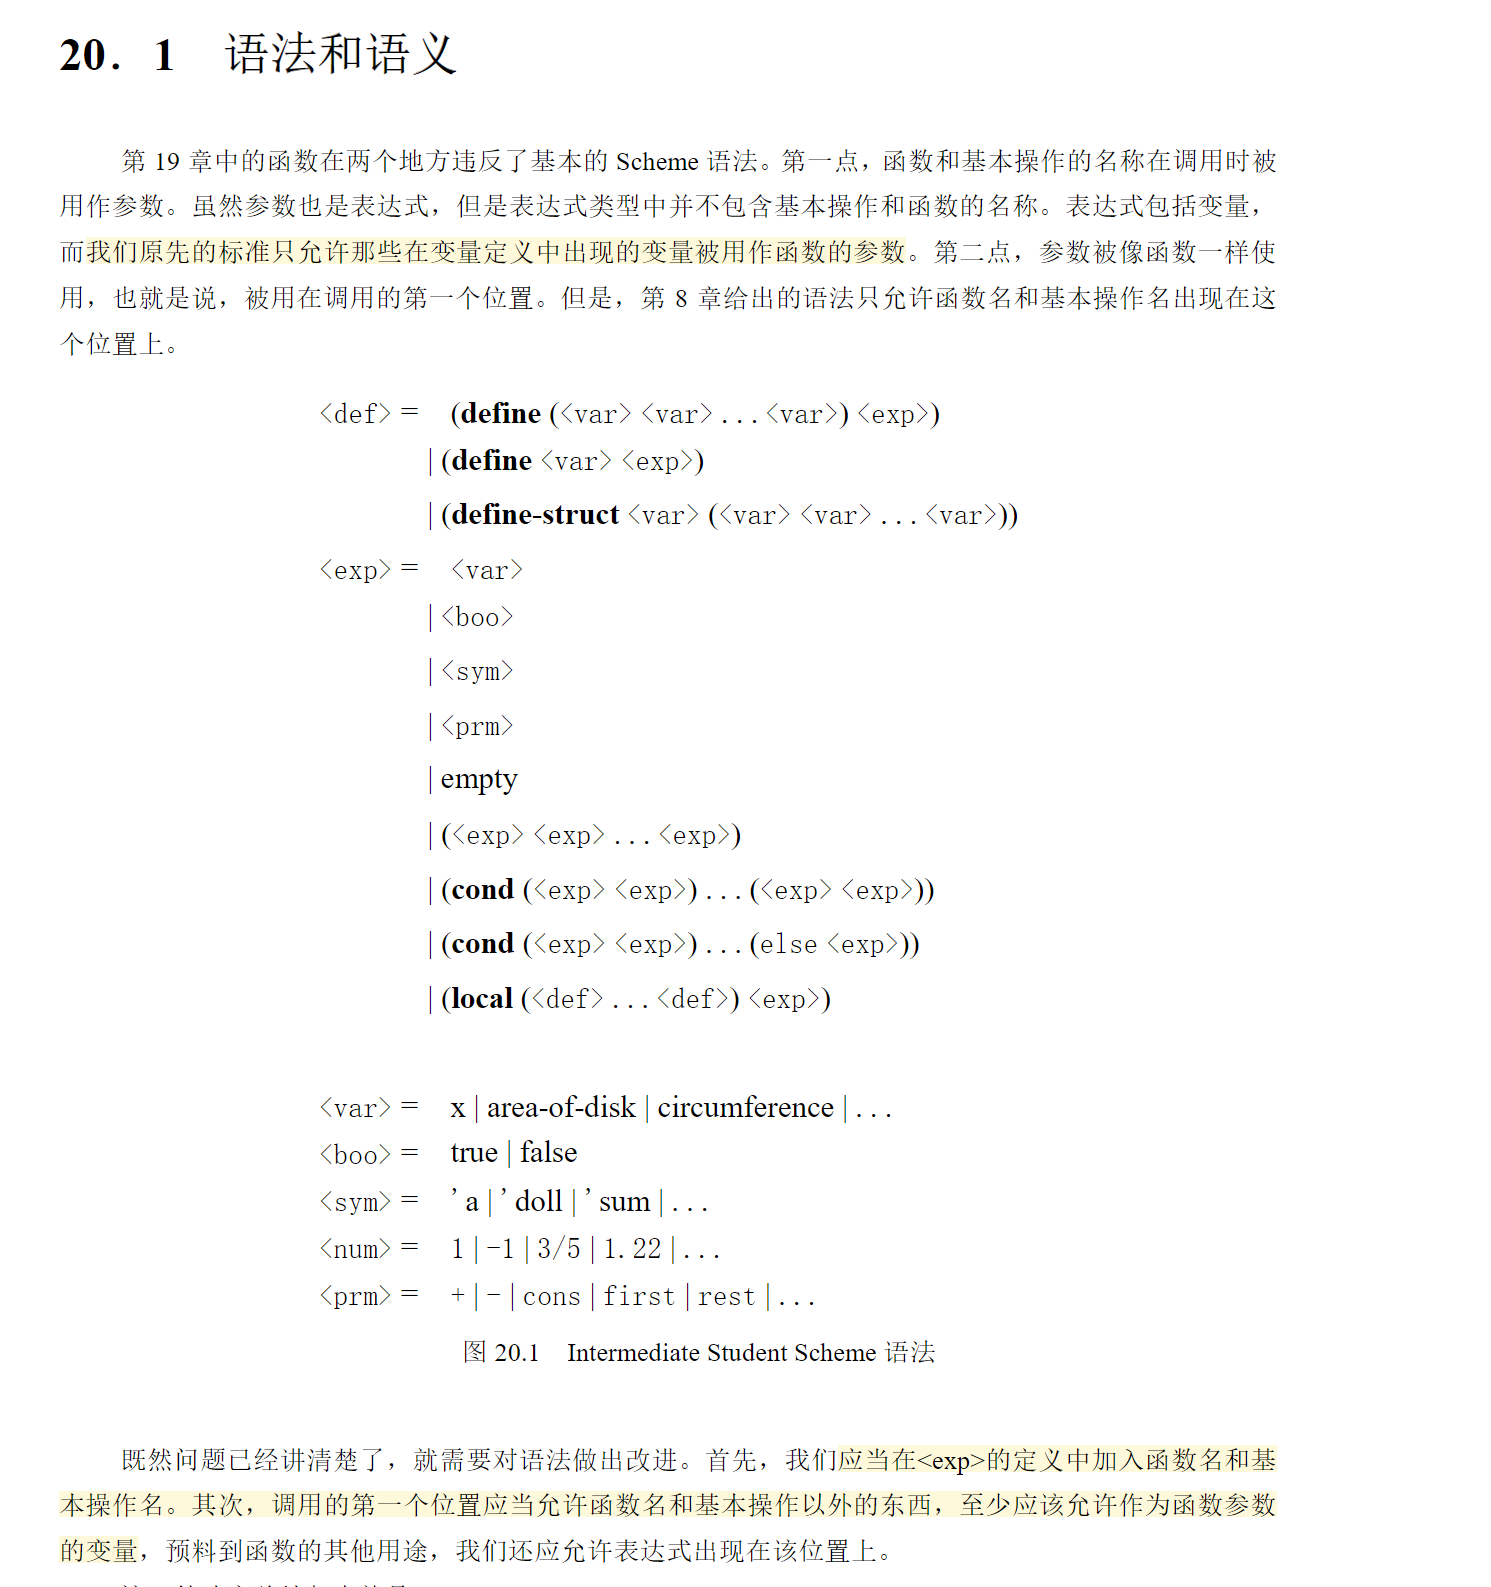 20．1 语法和语义
第 19 章中的函数在两个地方违反了基本的 Scheme 语法。第一点，函数和基本操作的名称在调用时被
用作参数。虽然参数也是表达式，但是表达式类型中并不包含基本操作和函数的名称。表达式包括变量，
而我们原先的标准只允许那些在变量定义中出现的变量被用作函数的参数。第二点，参数被像函数一样使
用，也就是说，被用在调用的第一个位置。但是，第 8 章给出的语法只允许函数名和基本操作名出现在这
个位置上。
<def> = (define (<var> <var> ... <var>) <exp>)
| (define <var> <exp>)
| (define-struct <var> (<var> <var> ... <var>))
<exp> = <var>
| <boo>
| <sym>
| <prm>
| empty
| (<exp> <exp> ... <exp>)
| (cond (<exp> <exp>) ... (<exp> <exp>))
| (cond (<exp> <exp>) ... (else <exp>))
| (local (<def> ... <def>) <exp>)
<var> = x | area-of-disk | circumference | ...
<boo> = true | false
<sym> = ’a | ’doll | ’sum | ...
<num> = 1 | -1 | 3/5 | 1.22 | ...
<prm> = + | - | cons | first | rest | ...
图 20.1 Intermediate Student Scheme 语法
既然问题已经讲清楚了，就需要对语法做出改进。首先，我们应当在<exp>的定义中加入函数名和基
本操作名。其次，调用的第一个位置应当允许函数名和基本操作以外的东西，至少应该允许作为函数参数
的变量，预料到函数的其他用途，我们还应允许表达式出现在该位置上。